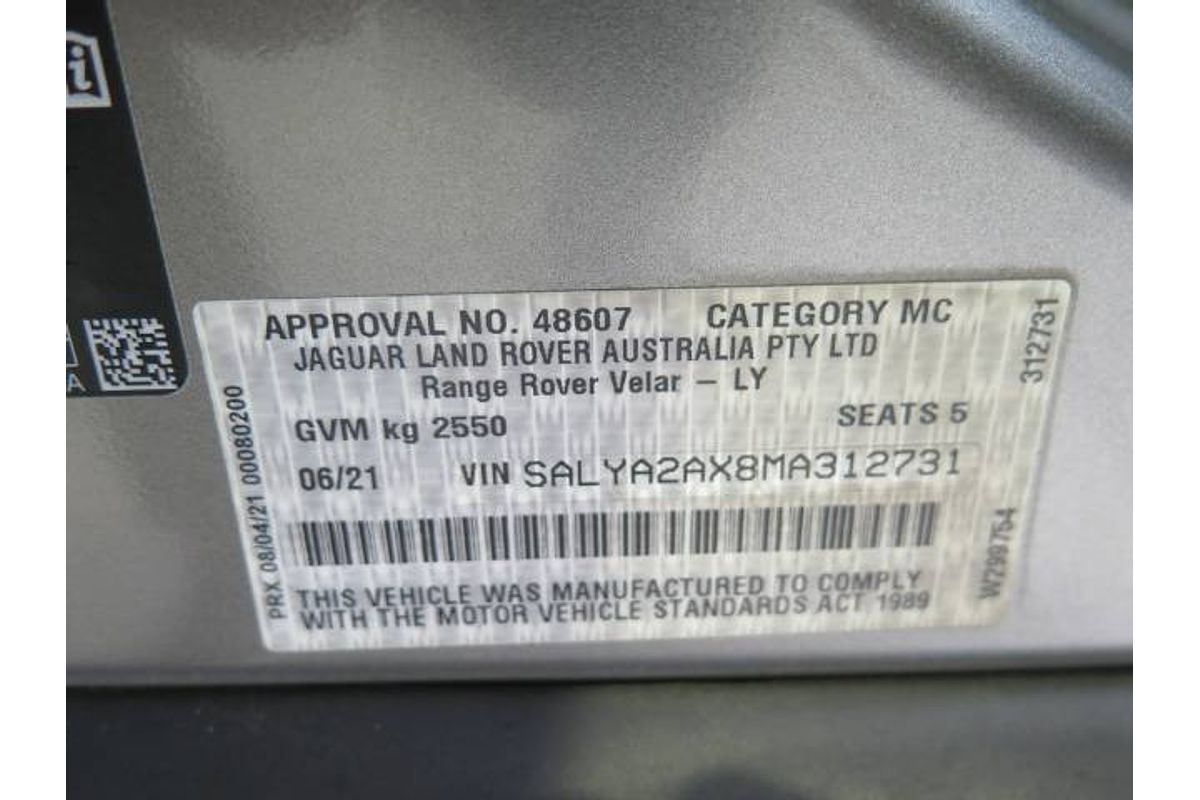 i
A
APPROVAL NO. 48607 CATEGORY MC
JAGUAR LAND ROVER AUSTRALIA PTY LTD
Range Rover Velar – LY
GVM kg 2550 SEATS 5
06/21 VIN SALYA2AX8MA312731
THIS VEHICLE WAS MANUFACTURED TO COMPLY
WITH THE MOTOR VEHICLE STANDARDS ACT 1989
PRX 08/04/21 00080200
312731
W299754